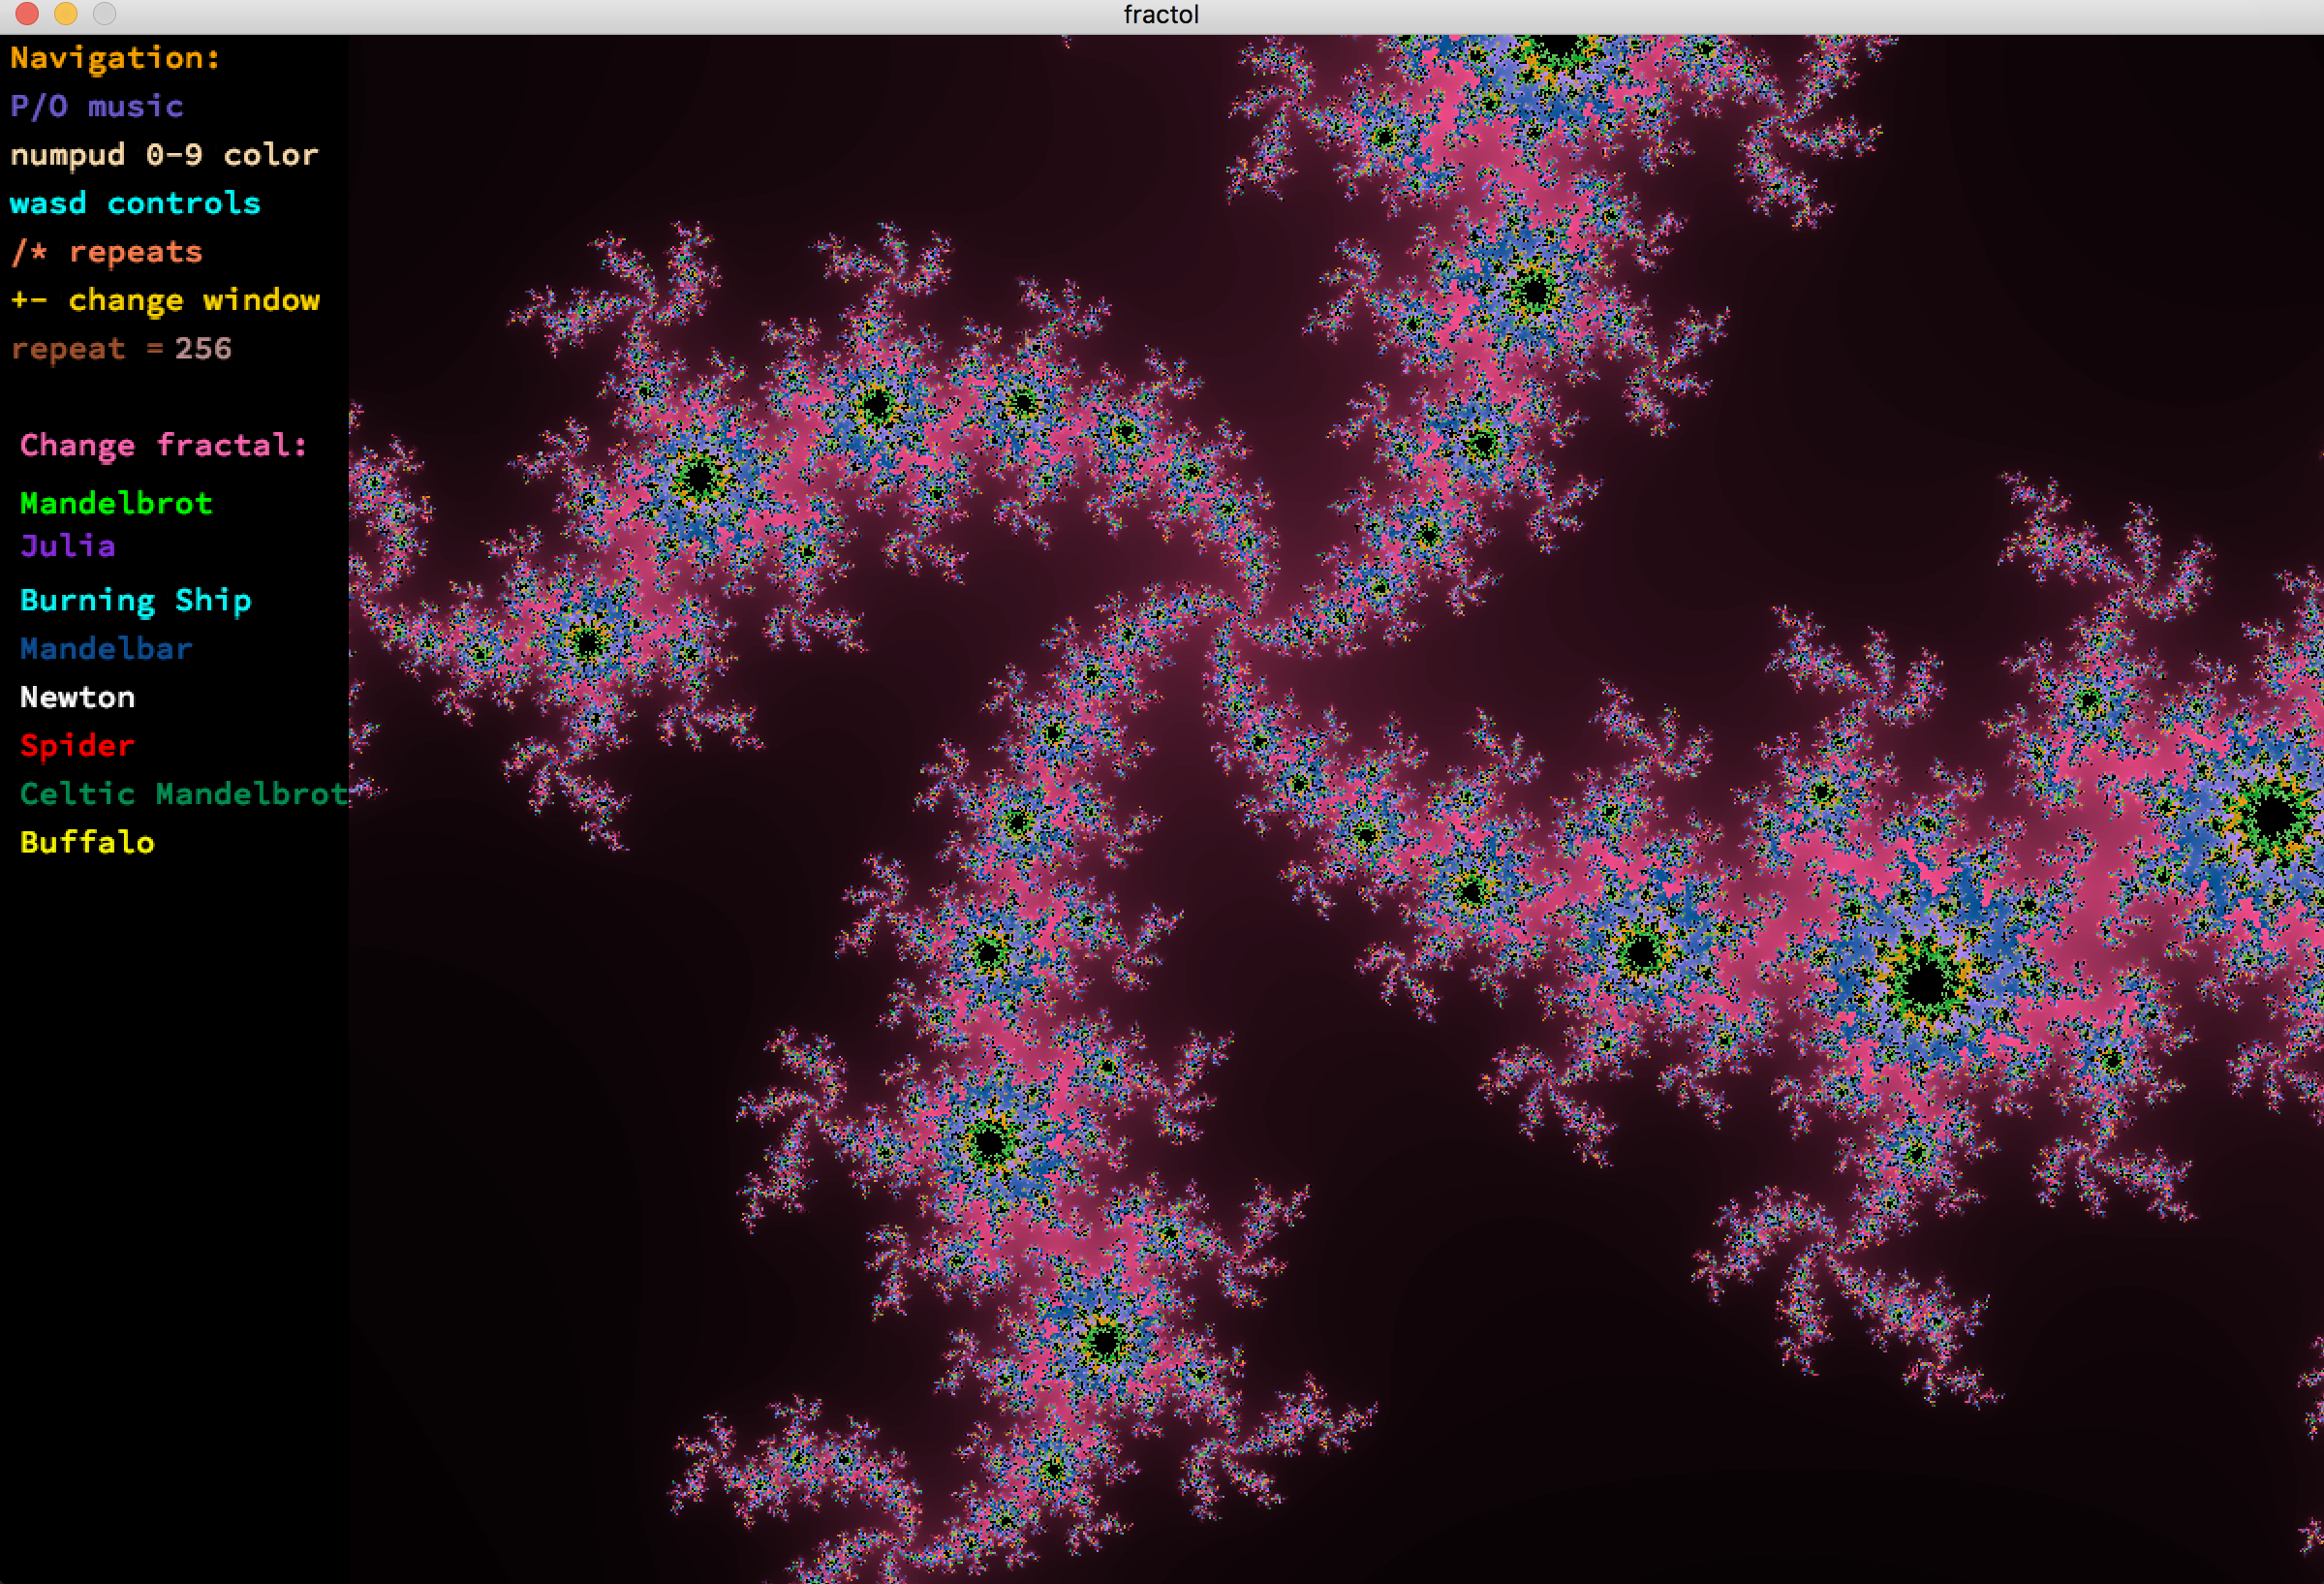 fractol
Navigation:
P/O music
numpud 0-9 color
wasd controls
/* repeats
+- change window
repeat = 256
Change fractal:
Mandelbrot
Julia
Burning Ship
Mandelbar
Newton
Spider
Celtic Mandelbrot
Buffalo